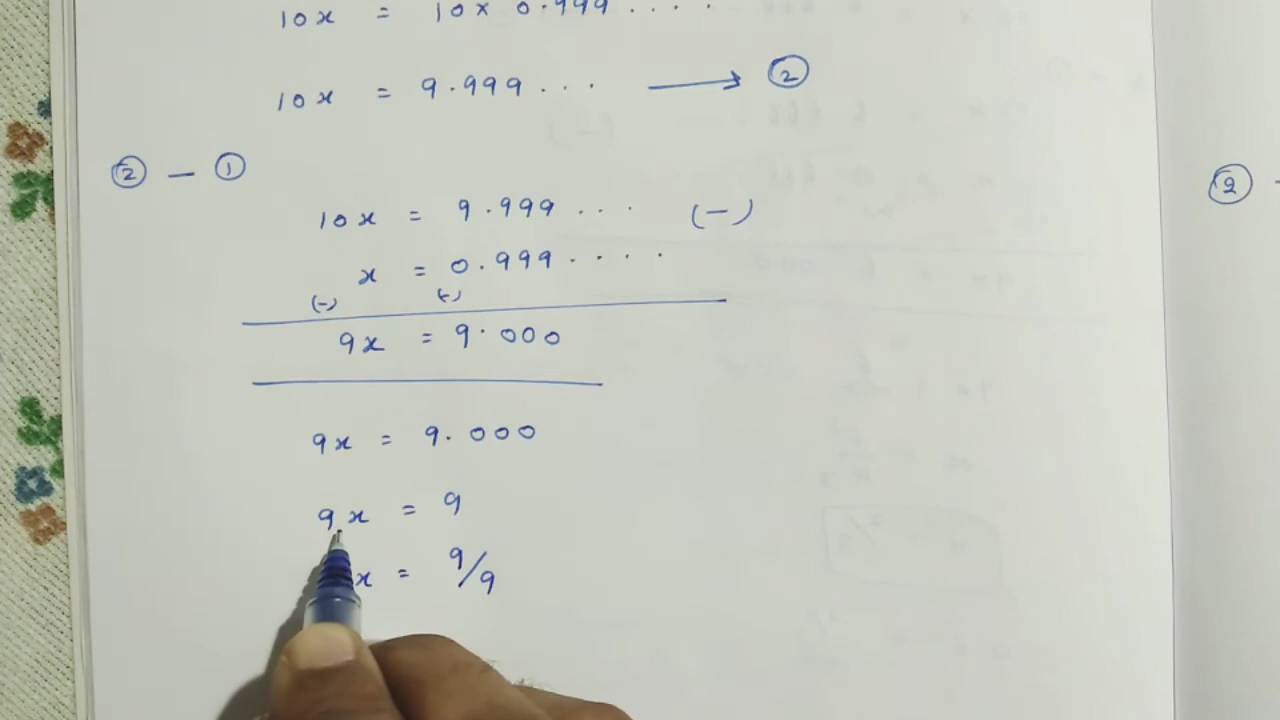 10x = 10 x 0.999 ....
10x = 9.999 ... ⟶ ②
② — ①
10x = 9.999 ... (-)
x = 0.999 ....
(-) (-)
9x = 9.000
9x = 9.000
9x = 9
x = 9/9
②